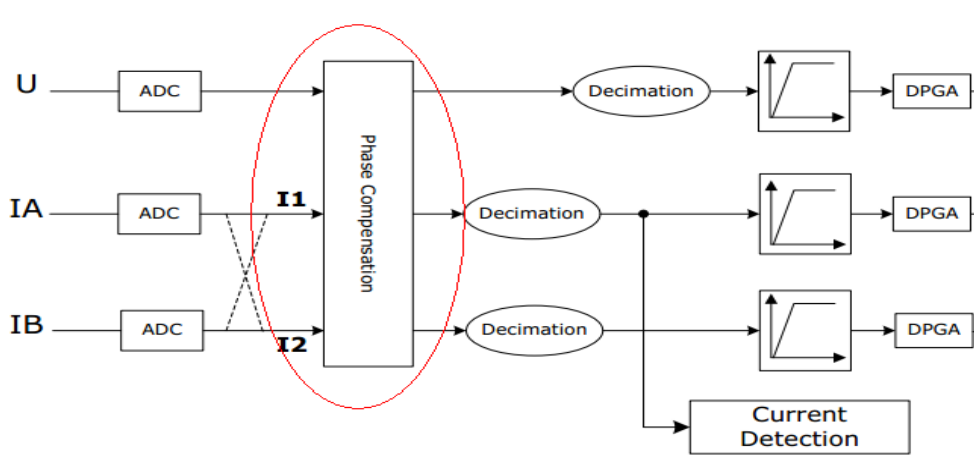 U
ADC
Decimation
DPGA
IA
ADC
I1
Phase Compensation
Decimation
DPGA
IB
ADC
I2
Decimation
DPGA
Current
Detection